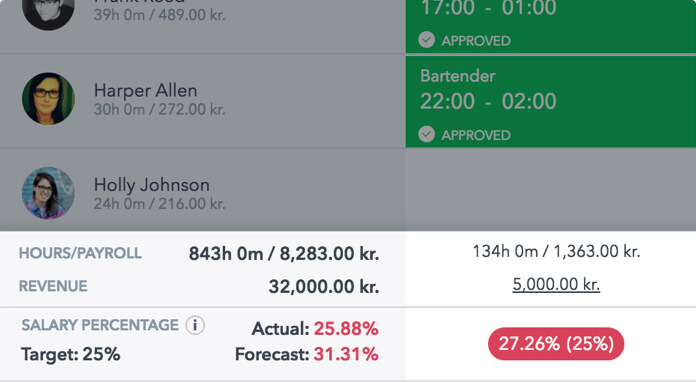 Frank Reed
39h 0m / 489.00 kr.
17:00 - 01:00
APPROVED
Harper Allen
30h 0m / 272.00 kr.
Bartender
22:00 - 02:00
APPROVED
Holly Johnson
24h 0m / 216.00 kr.
HOURS/PAYROLL 843h 0m / 8,283.00 kr. 134h 0m / 1,363.00 kr.
REVENUE 32,000.00 kr. 5,000.00 kr.
SALARY PERCENTAGE i Actual: 25.88%
Target: 25% Forecast: 31.31%
27.26% (25%)